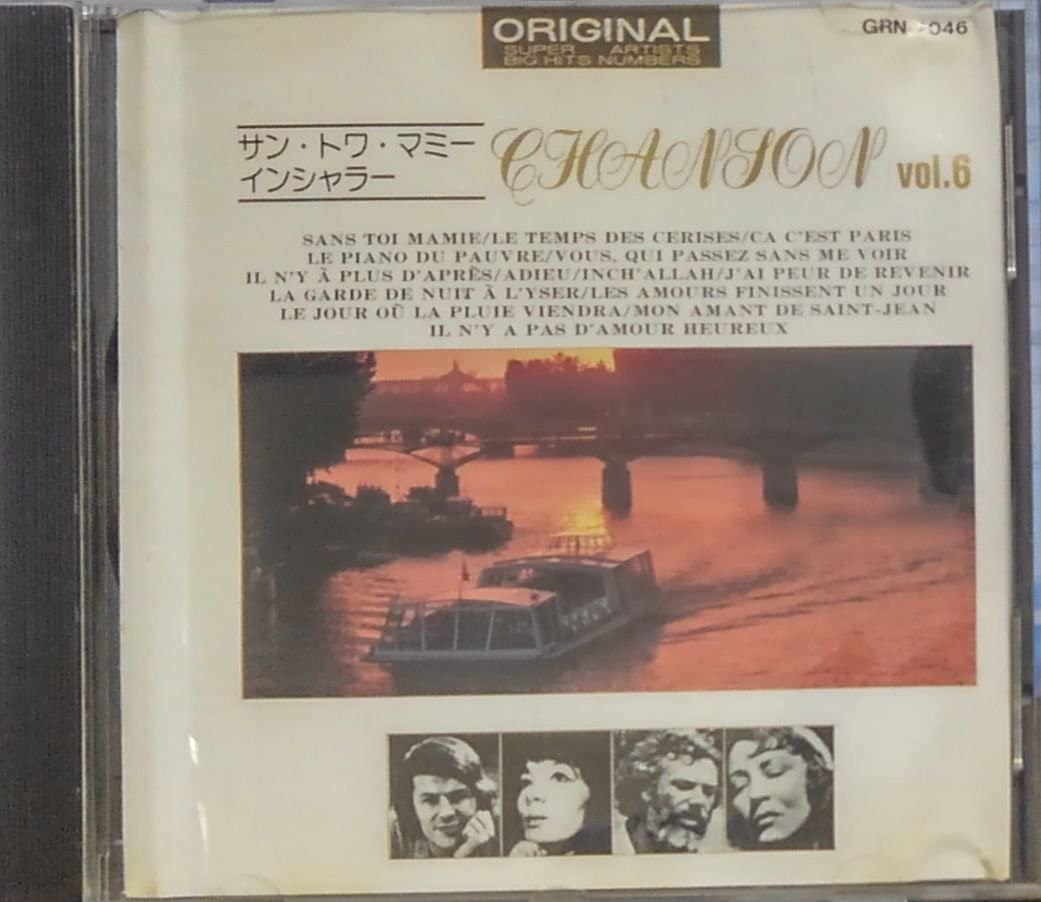 ORIGINAL
SUPER ARTISTS
BIG HITS NUMBERS
GRN 046
サン・トワ・マミー
インシャラー
CHANSON vol.6
SANS TOI MAMIE/LE TEMPS DES CERISES/CA C'EST PARIS
LE PIANO DU PAUVRE/VOUS, QUI PASSEZ SANS ME VOIR
IL N'Y À PLUS D'APRÈS/ADIEU/INCH'ALLAH/J'AI PEUR DE REVENIR
LA GARDE DE NUIT À L'YSER/LES AMOURS FINISSENT UN JOUR
LE JOUR OÙ LA PLUIE VIENDRA/MON AMANT DE SAINT-JEAN
IL N'Y A PAS D'AMOUR HEUREUX